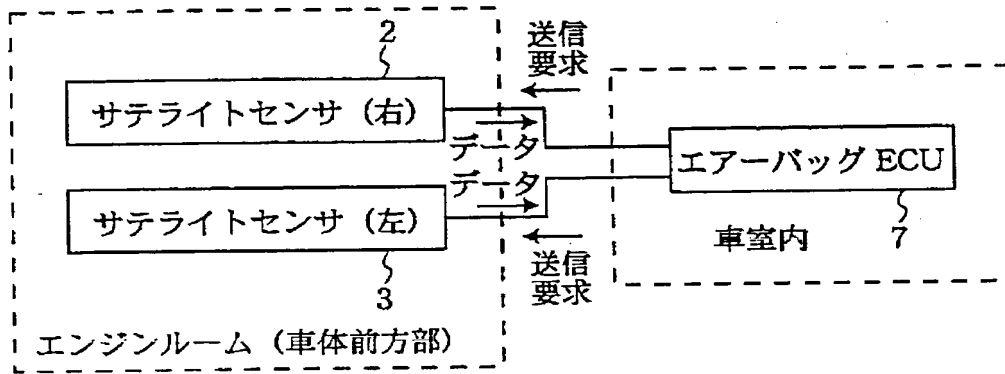 2
サテライトセンサ (右)
送信
要求
データ
エアーバッグ ECU
7
車室内
データ
サテライトセンサ (左)
3
送信
要求
エンジンルーム (車体前方部)